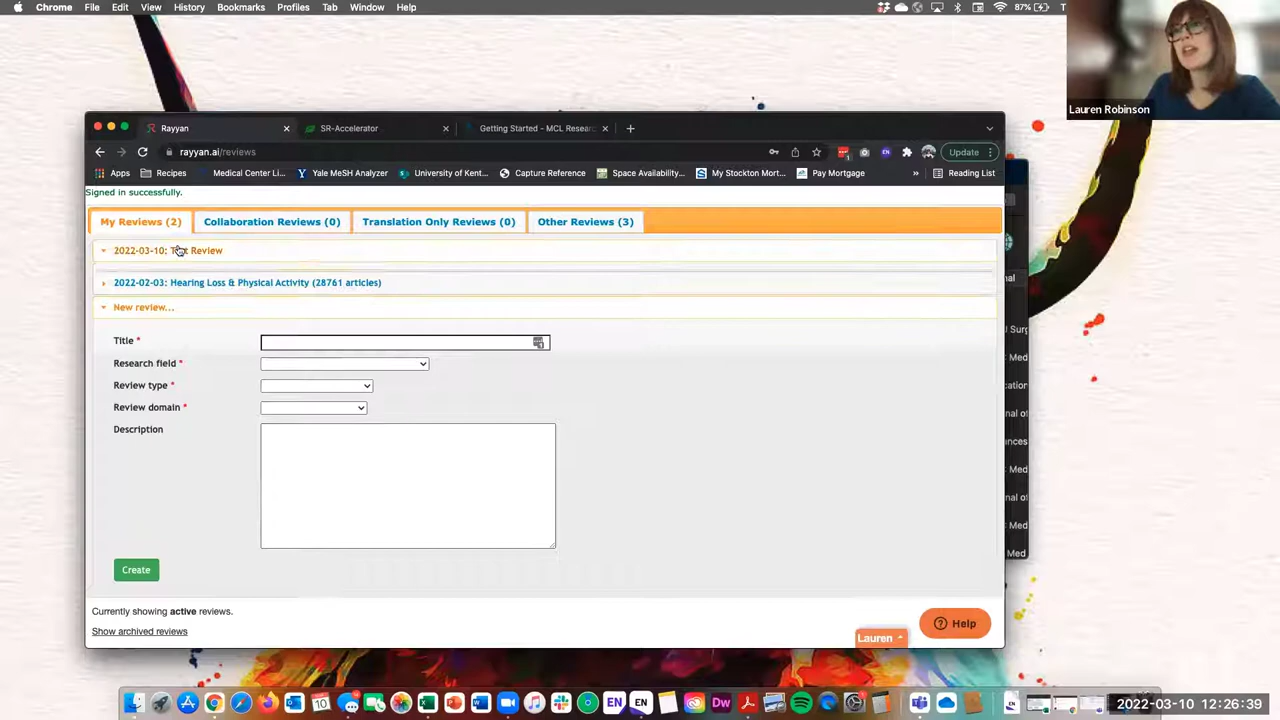 Chrome File Edit View History Bookmarks Profiles Tab Window Help
87%
Lauren Robinson
Rayyan
SR-Accelerator
Getting Started - MCL Resear
rayyan.ai/reviews
Update
Apps Recipes Medical Center Li... Yale MeSH Analyzer University of Kent... Capture Reference Space Availability... My Stockton Mort... Pay Mortgage » Reading List
Signed in successfully.
My Reviews (2) Collaboration Reviews (0) Translation Only Reviews (0) Other Reviews (3)
2022-03-10: Review
2022-02-03: Hearing Loss & Physical Activity (28761 articles)
New review...
Title *
Research field *
Review type *
Review domain *
Description
Create
Currently showing active reviews.
Show archived reviews
Help
Lauren
2022-03-10 12:26:39